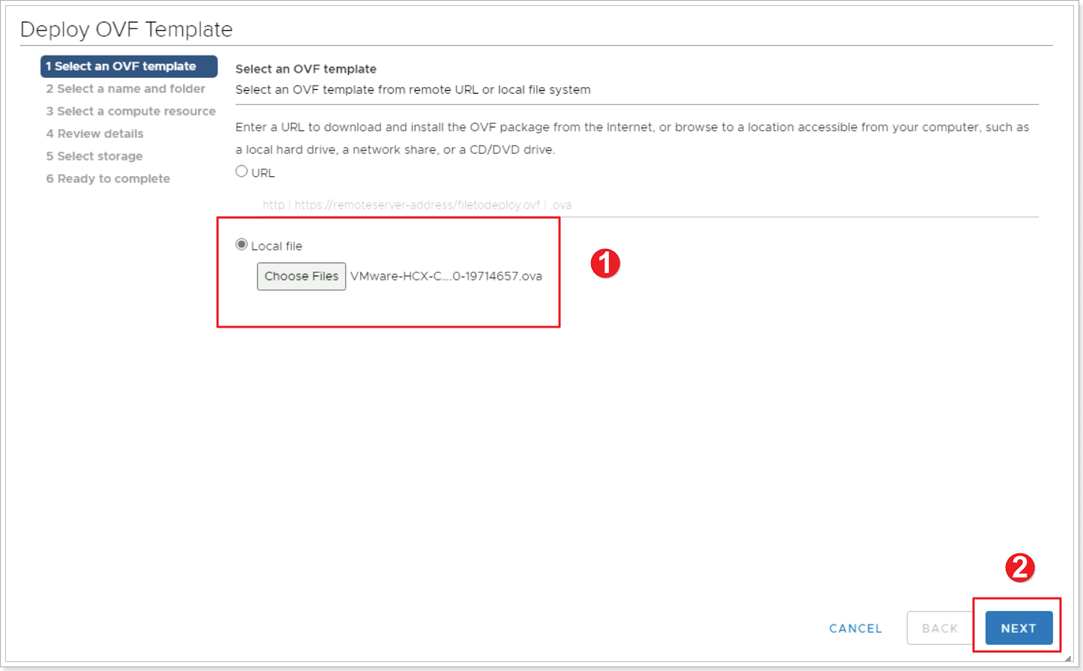 Deploy OVF Template
1 Select an OVF template
2 Select a name and folder
3 Select a compute resource
4 Review details
5 Select storage
6 Ready to complete
Select an OVF template
Select an OVF template from remote URL or local file system
Enter a URL to download and install the OVF package from the Internet, or browse to a location accessible from your computer, such as
a local hard drive, a network share, or a CD/DVD drive.
URL
http | https://remoteserver-address/filetodeploy.ovf | .ova
Local file
Choose Files VMware-HCX-C....0-19714657.ova
1
2
CANCEL BACK NEXT